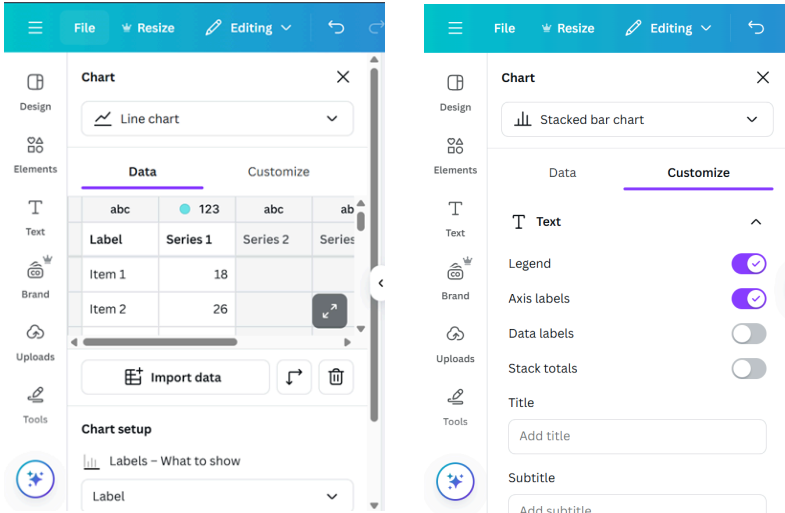 File Resize Editing
Chart
Line chart
Data Customize
abc 123 abc ab
Label Series 1 Series 2 Series
Item 1 18
Item 2 26
Import data
Chart setup
Labels – What to show
Label
Design
Elements
Text
Brand
CO
Uploads
Tools
File Resize Editing
Chart
Stacked bar chart
Data Customize
Text
Legend
Axis labels
Data labels
Stack totals
Title
Add title
Subtitle
Add subtitle
Design
Elements
Text
Brand
CO
Uploads
Tools